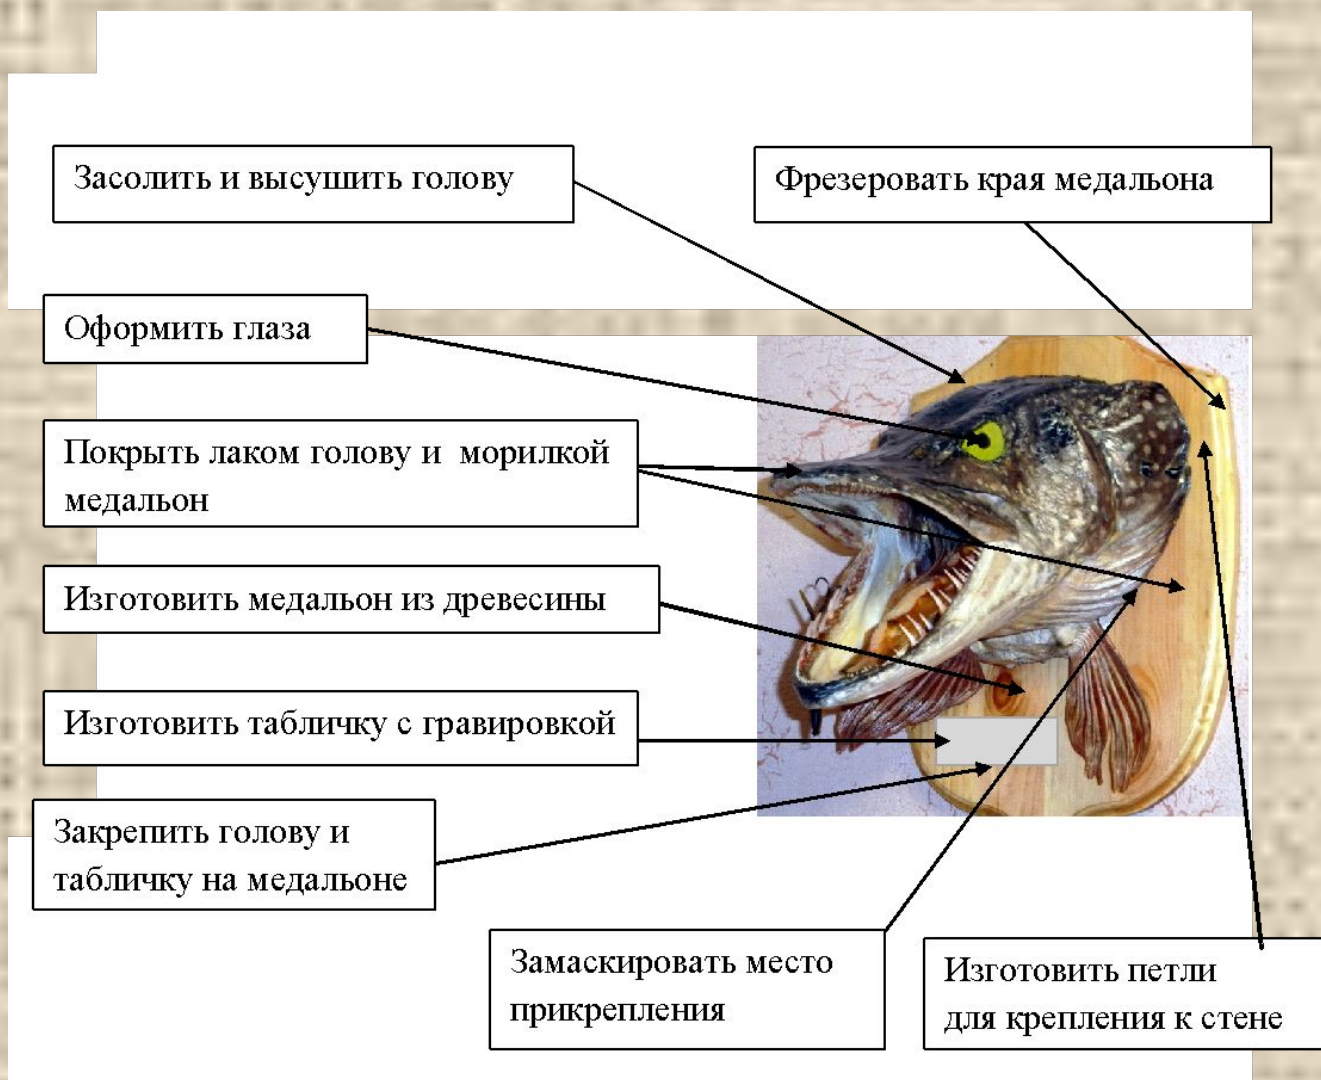 Засолить и высушить голову
Фрезеровать края медальона
Оформить глаза
Покрыть лаком голову и морилкой
медальон
Изготовить медальон из древесины
Изготовить табличку с гравировкой
Закрепить голову и
табличку на медальоне
Замаскировать место
прикрепления
Изготовить петли
для крепления к стене